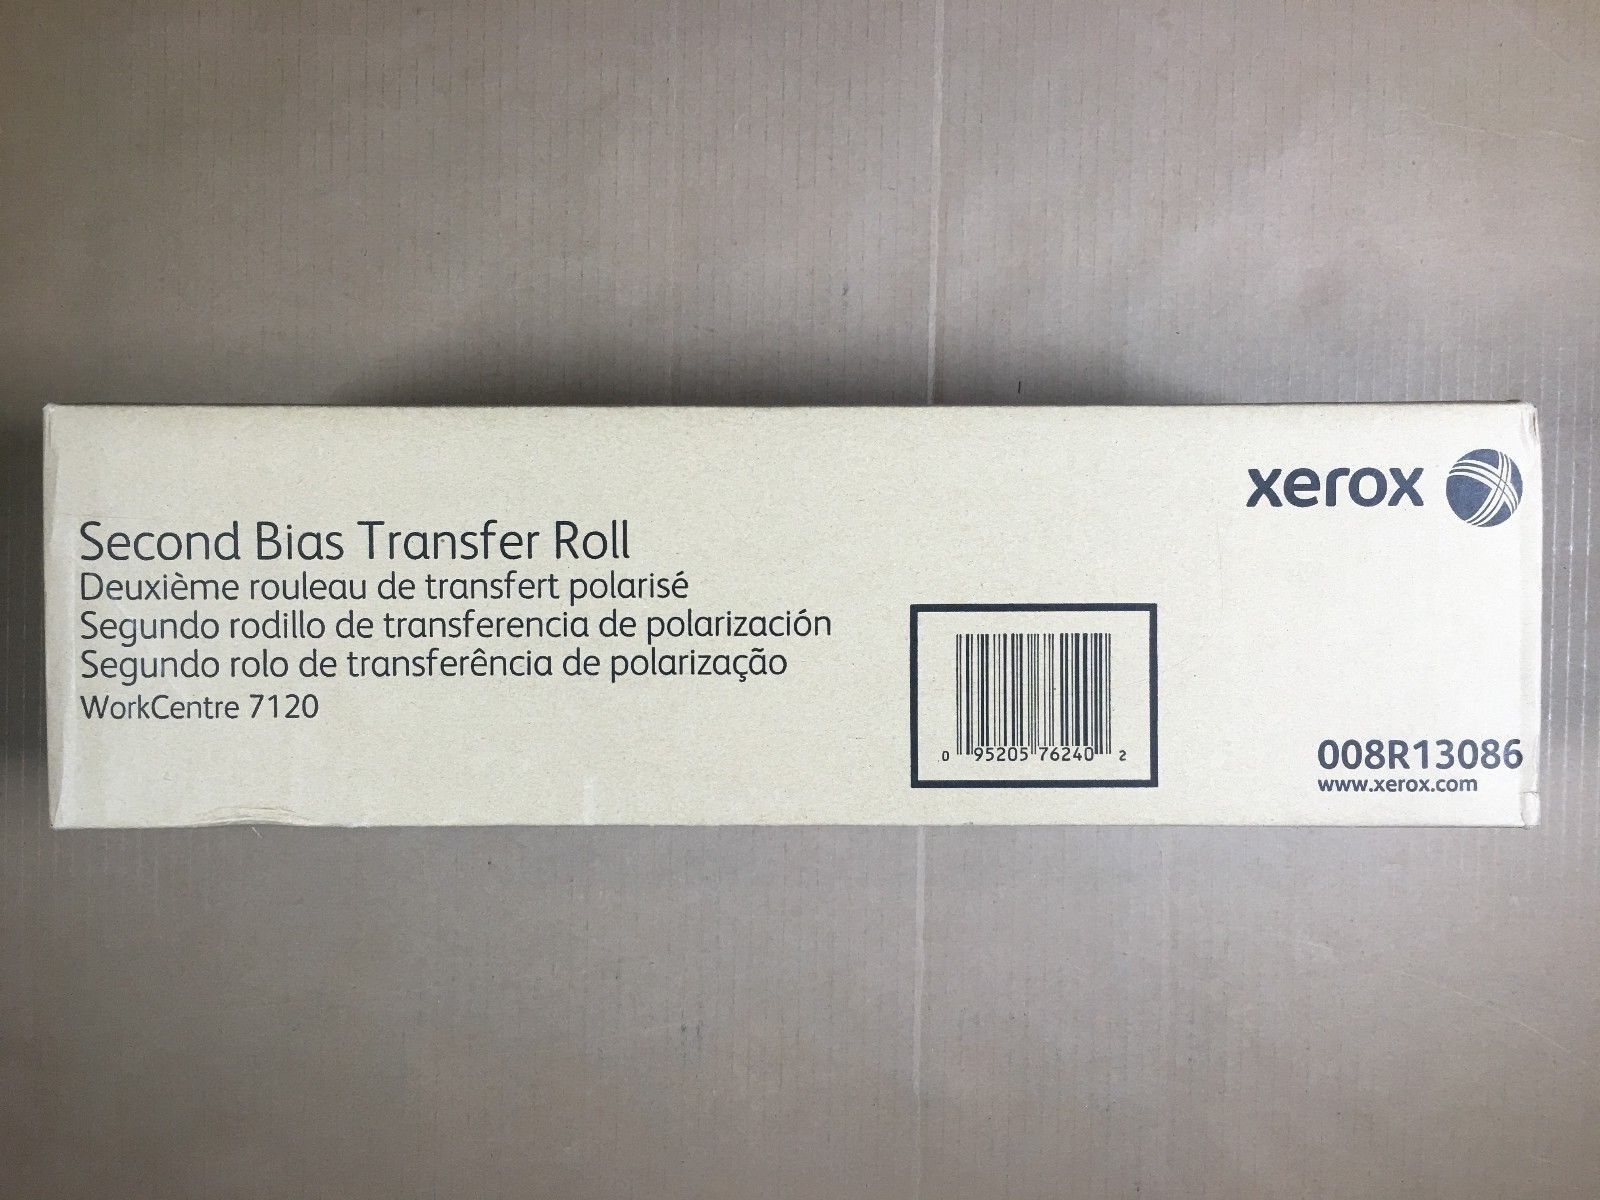 xerox
Second Bias Transfer Roll
Deuxième rouleau de transfert polarisé
Segundo rodillo de transferencia de polarización
Segundo rolo de transferência de polarização
WorkCentre 7120
0 95205 76240 2
008R13086
www.xerox.com